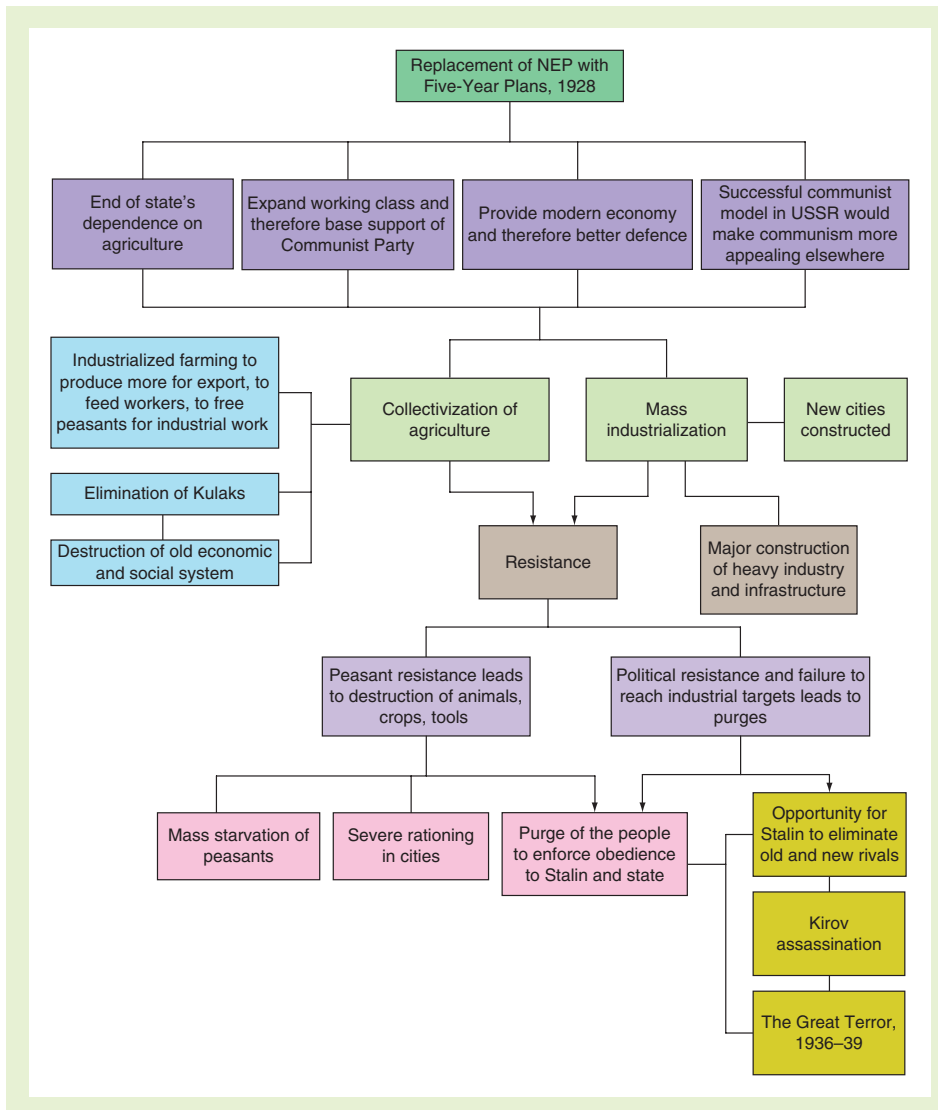 Replacement of NEP with
Five-Year Plans, 1928
End of state's
dependence on
agriculture
Expand working class and
therefore base support of
Communist Party
Provide modern economy
and therefore better defence
Successful communist
model in USSR would
make communism more
appealing elsewhere
Industrialized farming to
produce more for export, to
feed workers, to free
peasants for industrial work
Collectivization of
agriculture
Mass
industrialization
New cities
constructed
Elimination of Kulaks
Destruction of old economic
and social system
Resistance
Major construction
of heavy industry
and infrastructure
Peasant resistance leads
to destruction of animals,
crops, tools
Political resistance and failure to
reach industrial targets leads to
purges
Mass starvation of
peasants
Severe rationing
in cities
Purge of the people
to enforce obedience
to Stalin and state
Opportunity for
Stalin to eliminate
old and new rivals
Kirov
assassination
The Great Terror,
1936–39